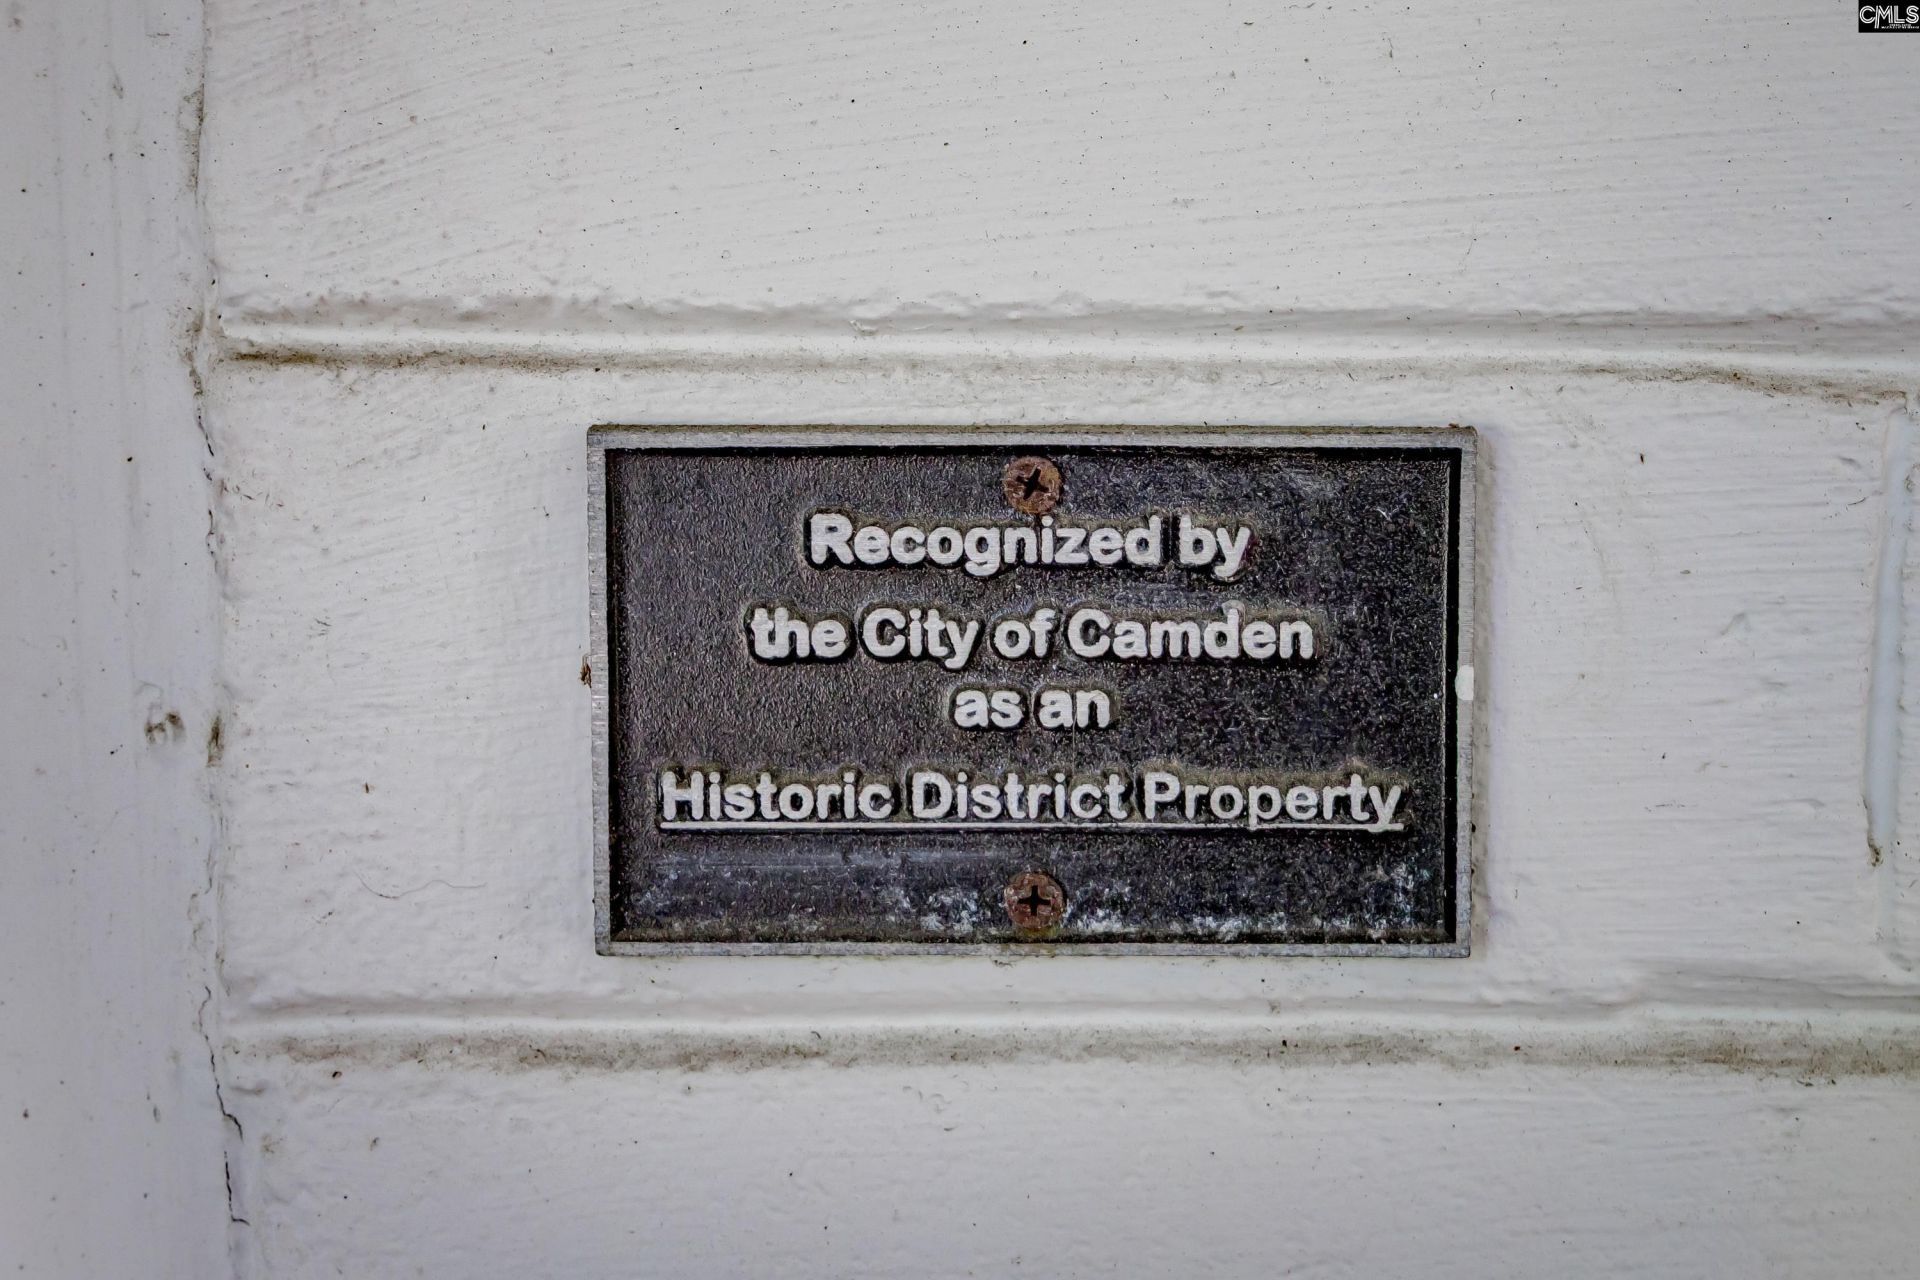 CMLS
Recognized by
the City of Camden
as an
Historic District Property